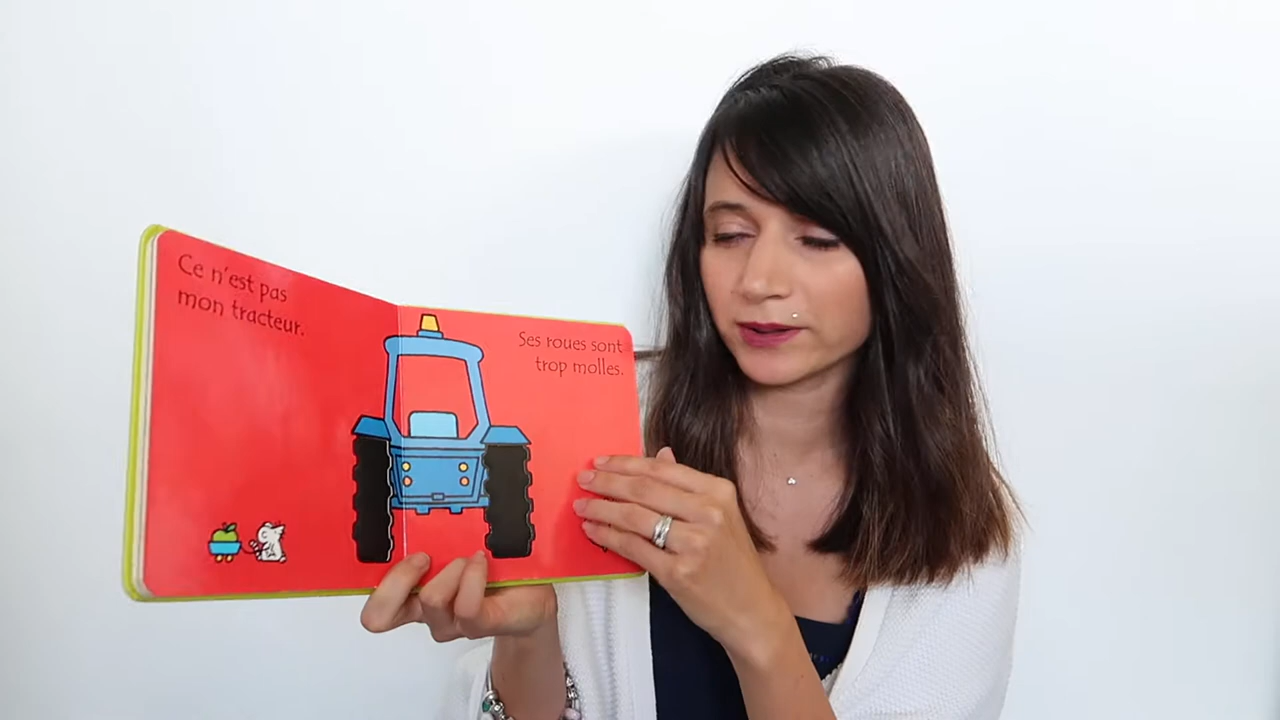 Ce n'est pas
mon tracteur.
Ses roues sont
trop molles.